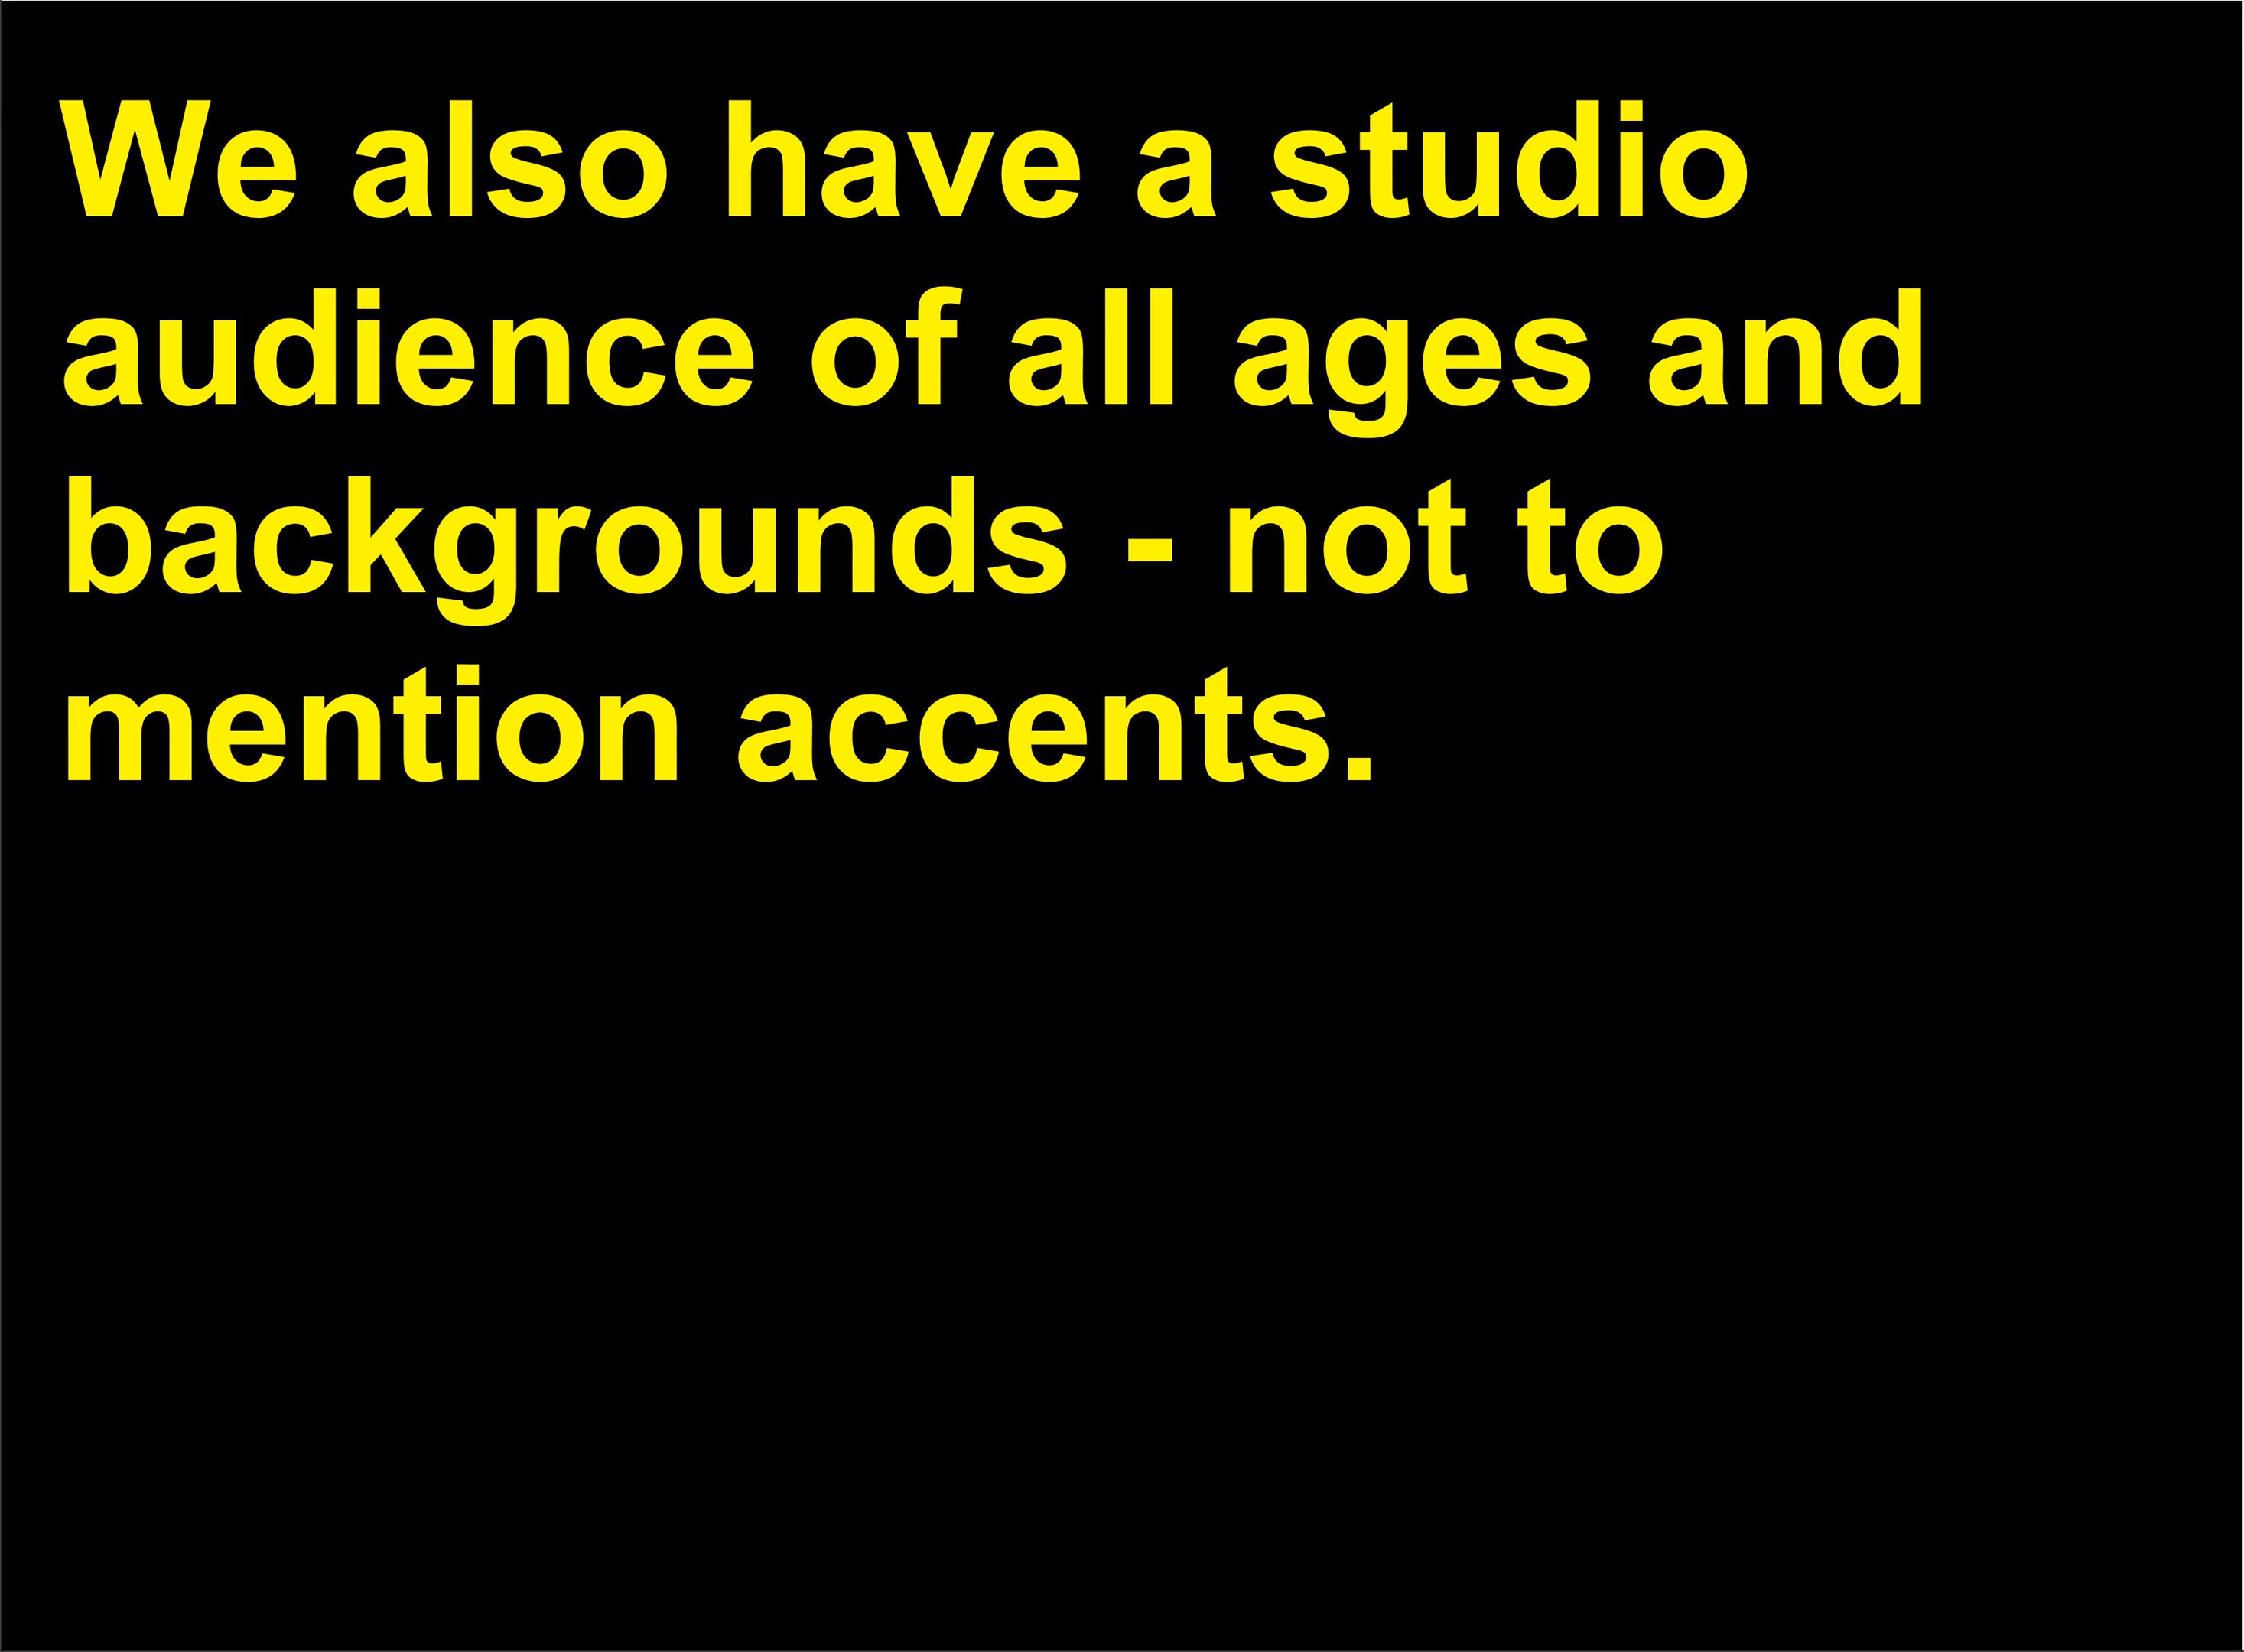 We also have a studio
audience of all ages and
backgrounds - not to
mention accents.